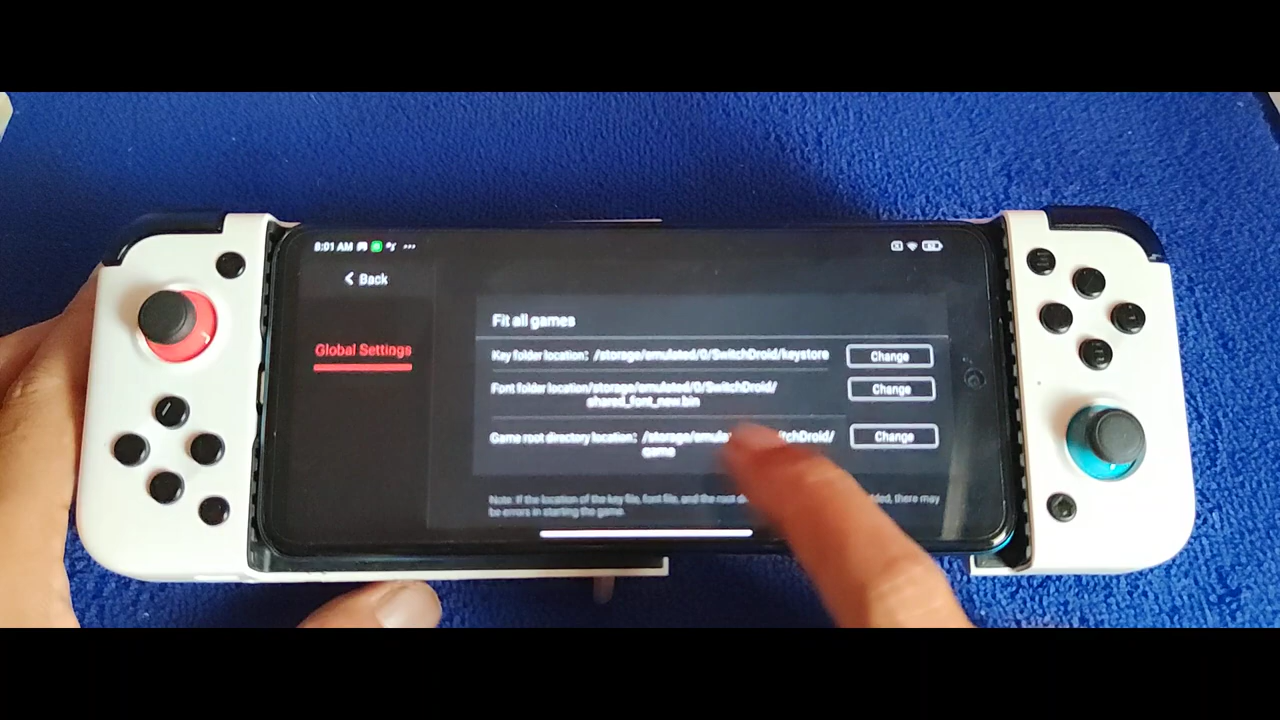 8:01 AM
Back
Global Settings
Fit all games
Key folder location: /storage/emulated/0/SwitchDroid/keystore
Change
Font folder location/storage/emulated/0/SwitchDroid/
shared_font_new.bin
Change
Game root directory location: /storage/emula
game
Change
Note: If the location of the key file, font file, and the root there may
be errors in starting the game.